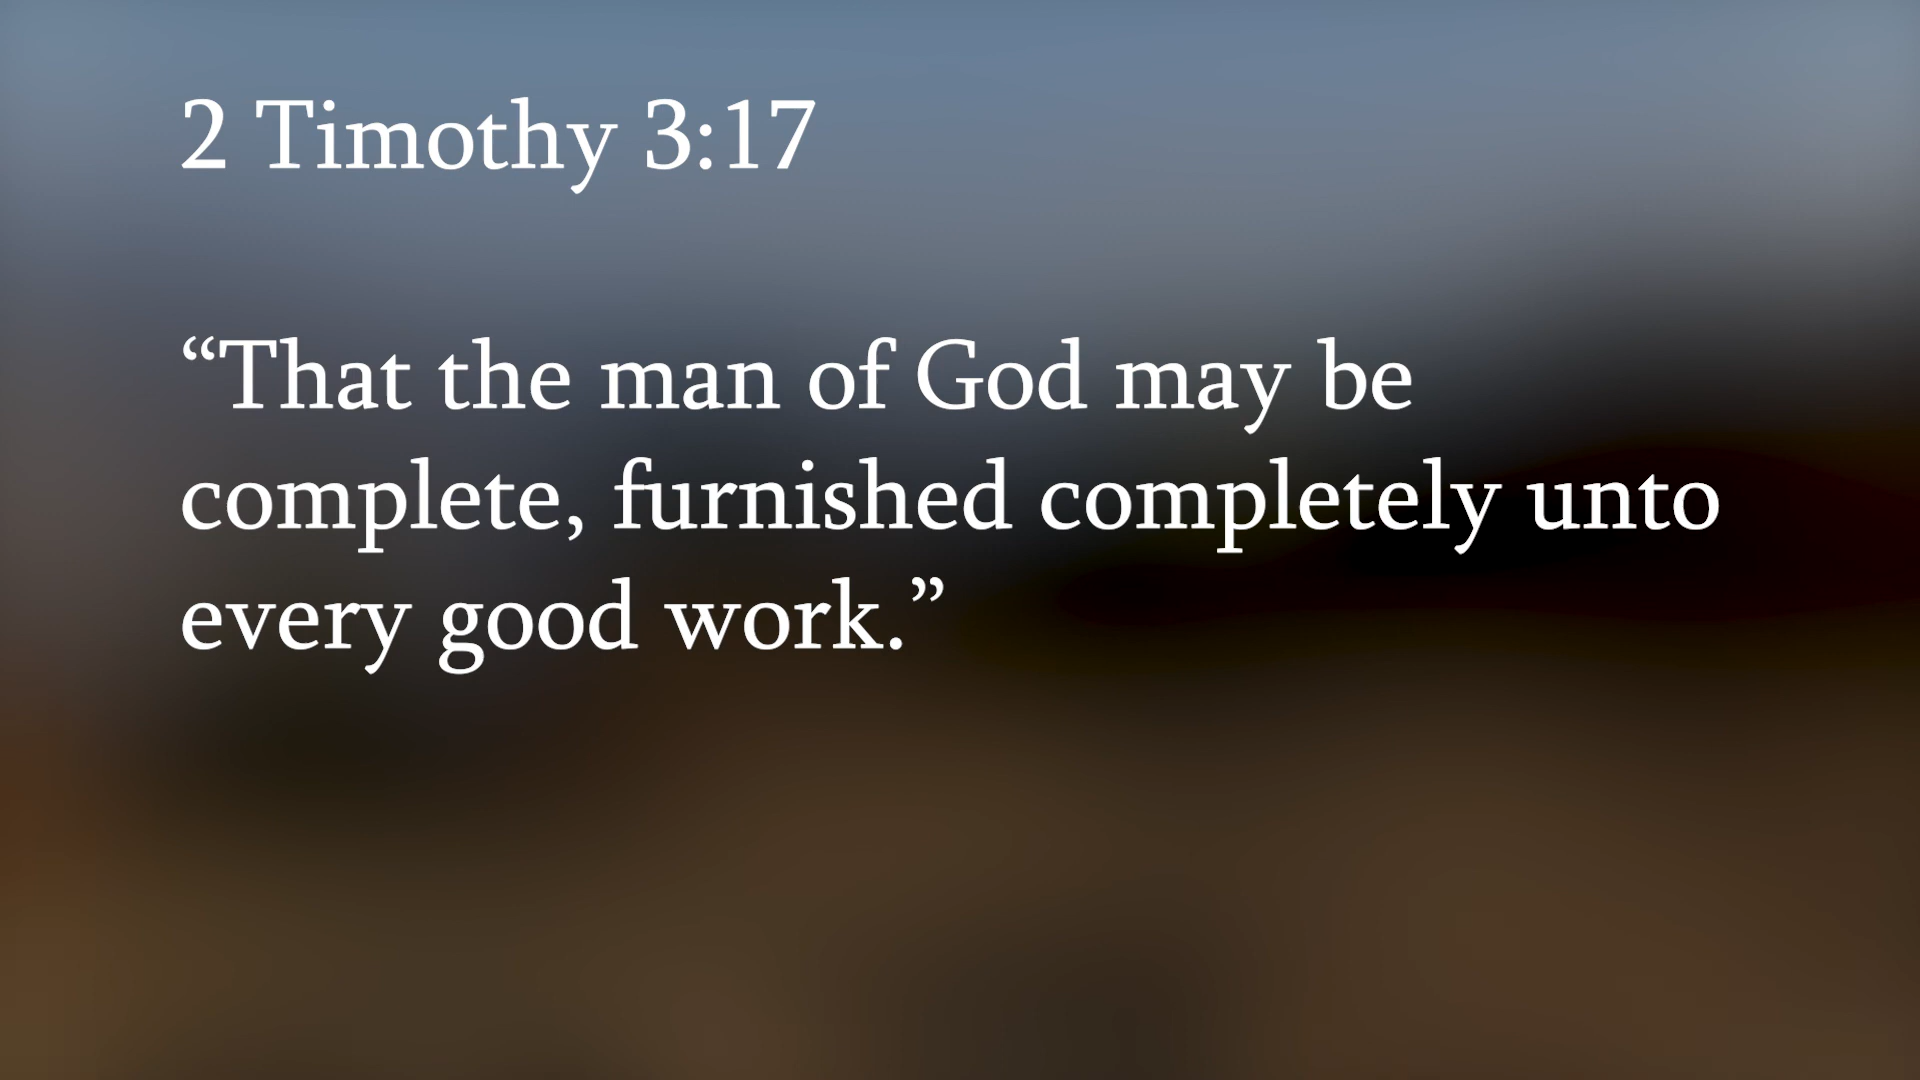 2 Timothy 3:17
“That the man of God may be
complete, furnished completely unto
every good work.”